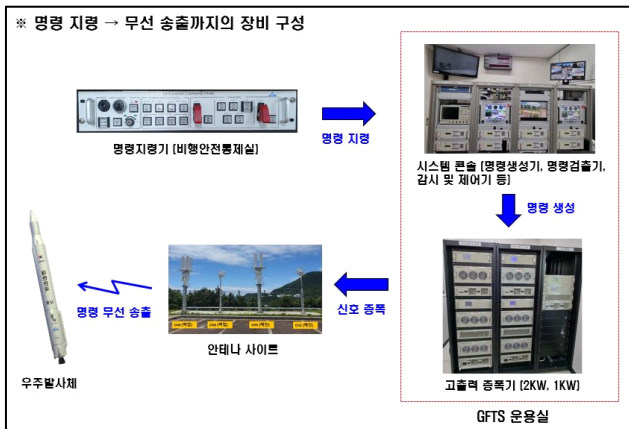 ※ 명령 지령 → 무선 송출까지의 장비 구성
명령 지령
명령지령기 (비행안전통제실)
시스템 콘솔 (명령생성기, 명령검출기,
감시 및 제어기 등)
명령 생성
명령 무선 송출
신호 증폭
안테나 사이트
우주발사체
고출력 증폭기 (2KW, 1KW)
GFTS 운용실